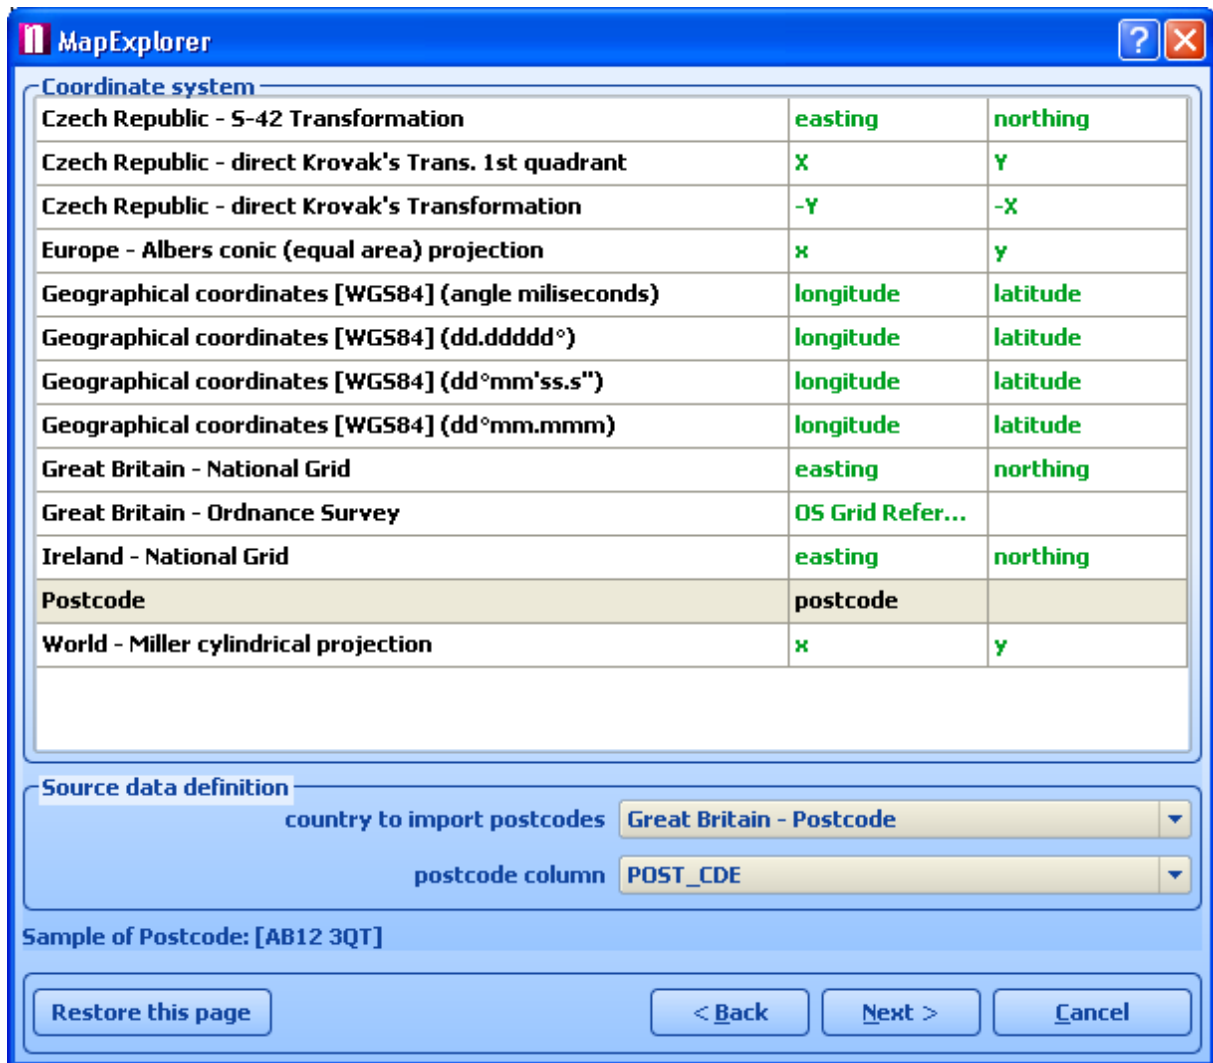 MapExplorer
Coordinate system
Czech Republic - S-42 Transformation easting northing
Czech Republic - direct Krovak's Trans. 1st quadrant X Y
Czech Republic - direct Krovak's Transformation -Y -X
Europe - Albers conic (equal area) projection x y
Geographical coordinates [WGS84] (angle miliseconds) longitude latitude
Geographical coordinates [WGS84] (dd.ddddd°) longitude latitude
Geographical coordinates [WGS84] (dd°mm'ss.s") longitude latitude
Geographical coordinates [WGS84] (dd°mm.mmm) longitude latitude
Great Britain - National Grid easting northing
Great Britain - Ordnance Survey OS Grid Refer...
Ireland - National Grid easting northing
Postcode postcode
World - Miller cylindrical projection x y
Source data definition
country to import postcodes Great Britain - Postcode
postcode column POST_CDE
Sample of Postcode: [AB12 3QT]
Restore this page < Back Next > Cancel